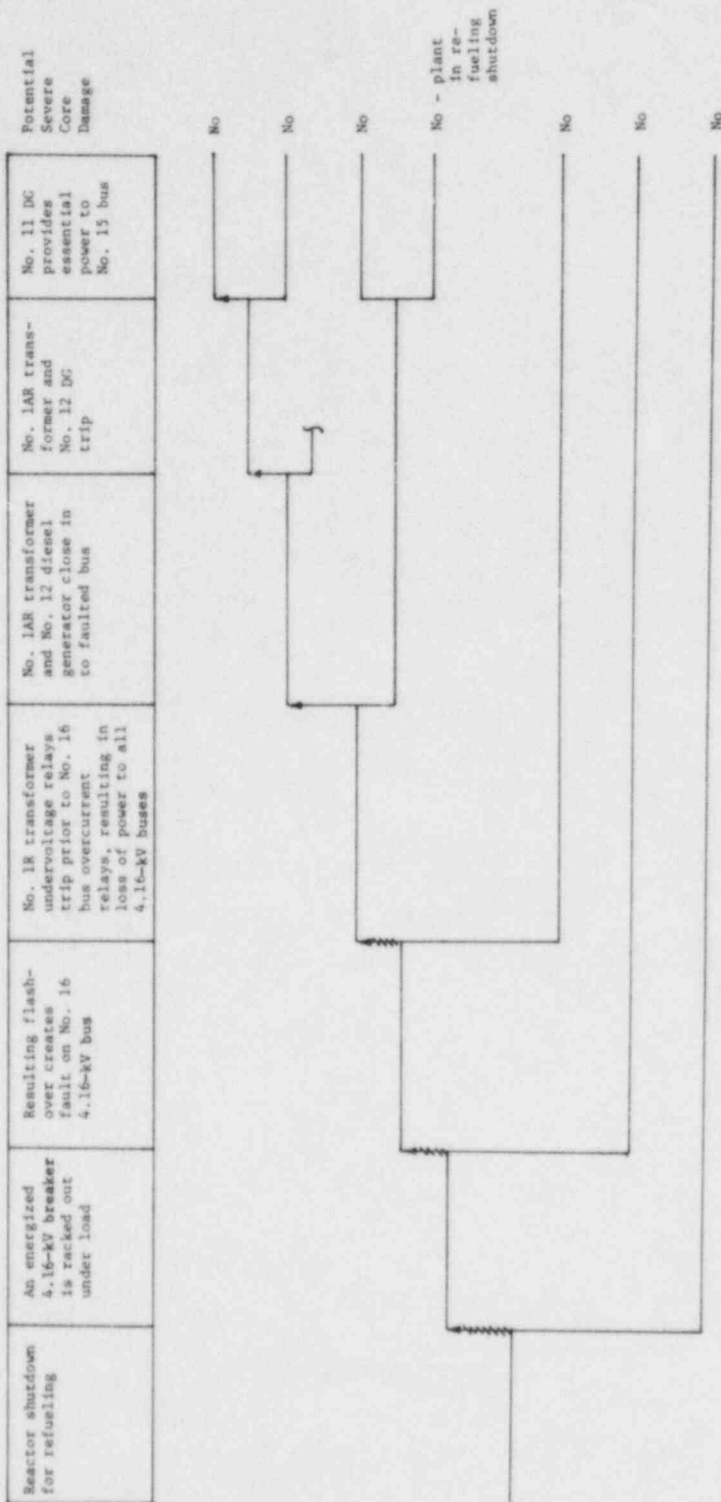 Reactor shutdown
for refueling
An energized
4.16-kV breaker
is racked out
under load
Resulting flash-
over creates
fault on No. 16
4.16-kV bus
No. 1R transformer
undervoltage relays
trip prior to No. 16
bus overcurrent
relays, resulting in
loss of power to all
4.16-kV buses
No. 1AR transformer
and No. 12 diesel
generator close in
to faulted bus
No. 1AR trans-
former and
No. 12 DG
trip
No. 11 DG
provides
essential
power to
No. 15 bus
Potential
Severe
Core
Damage
No
No
No
No - plant
in re-
fueling
shutdown
No
No
No